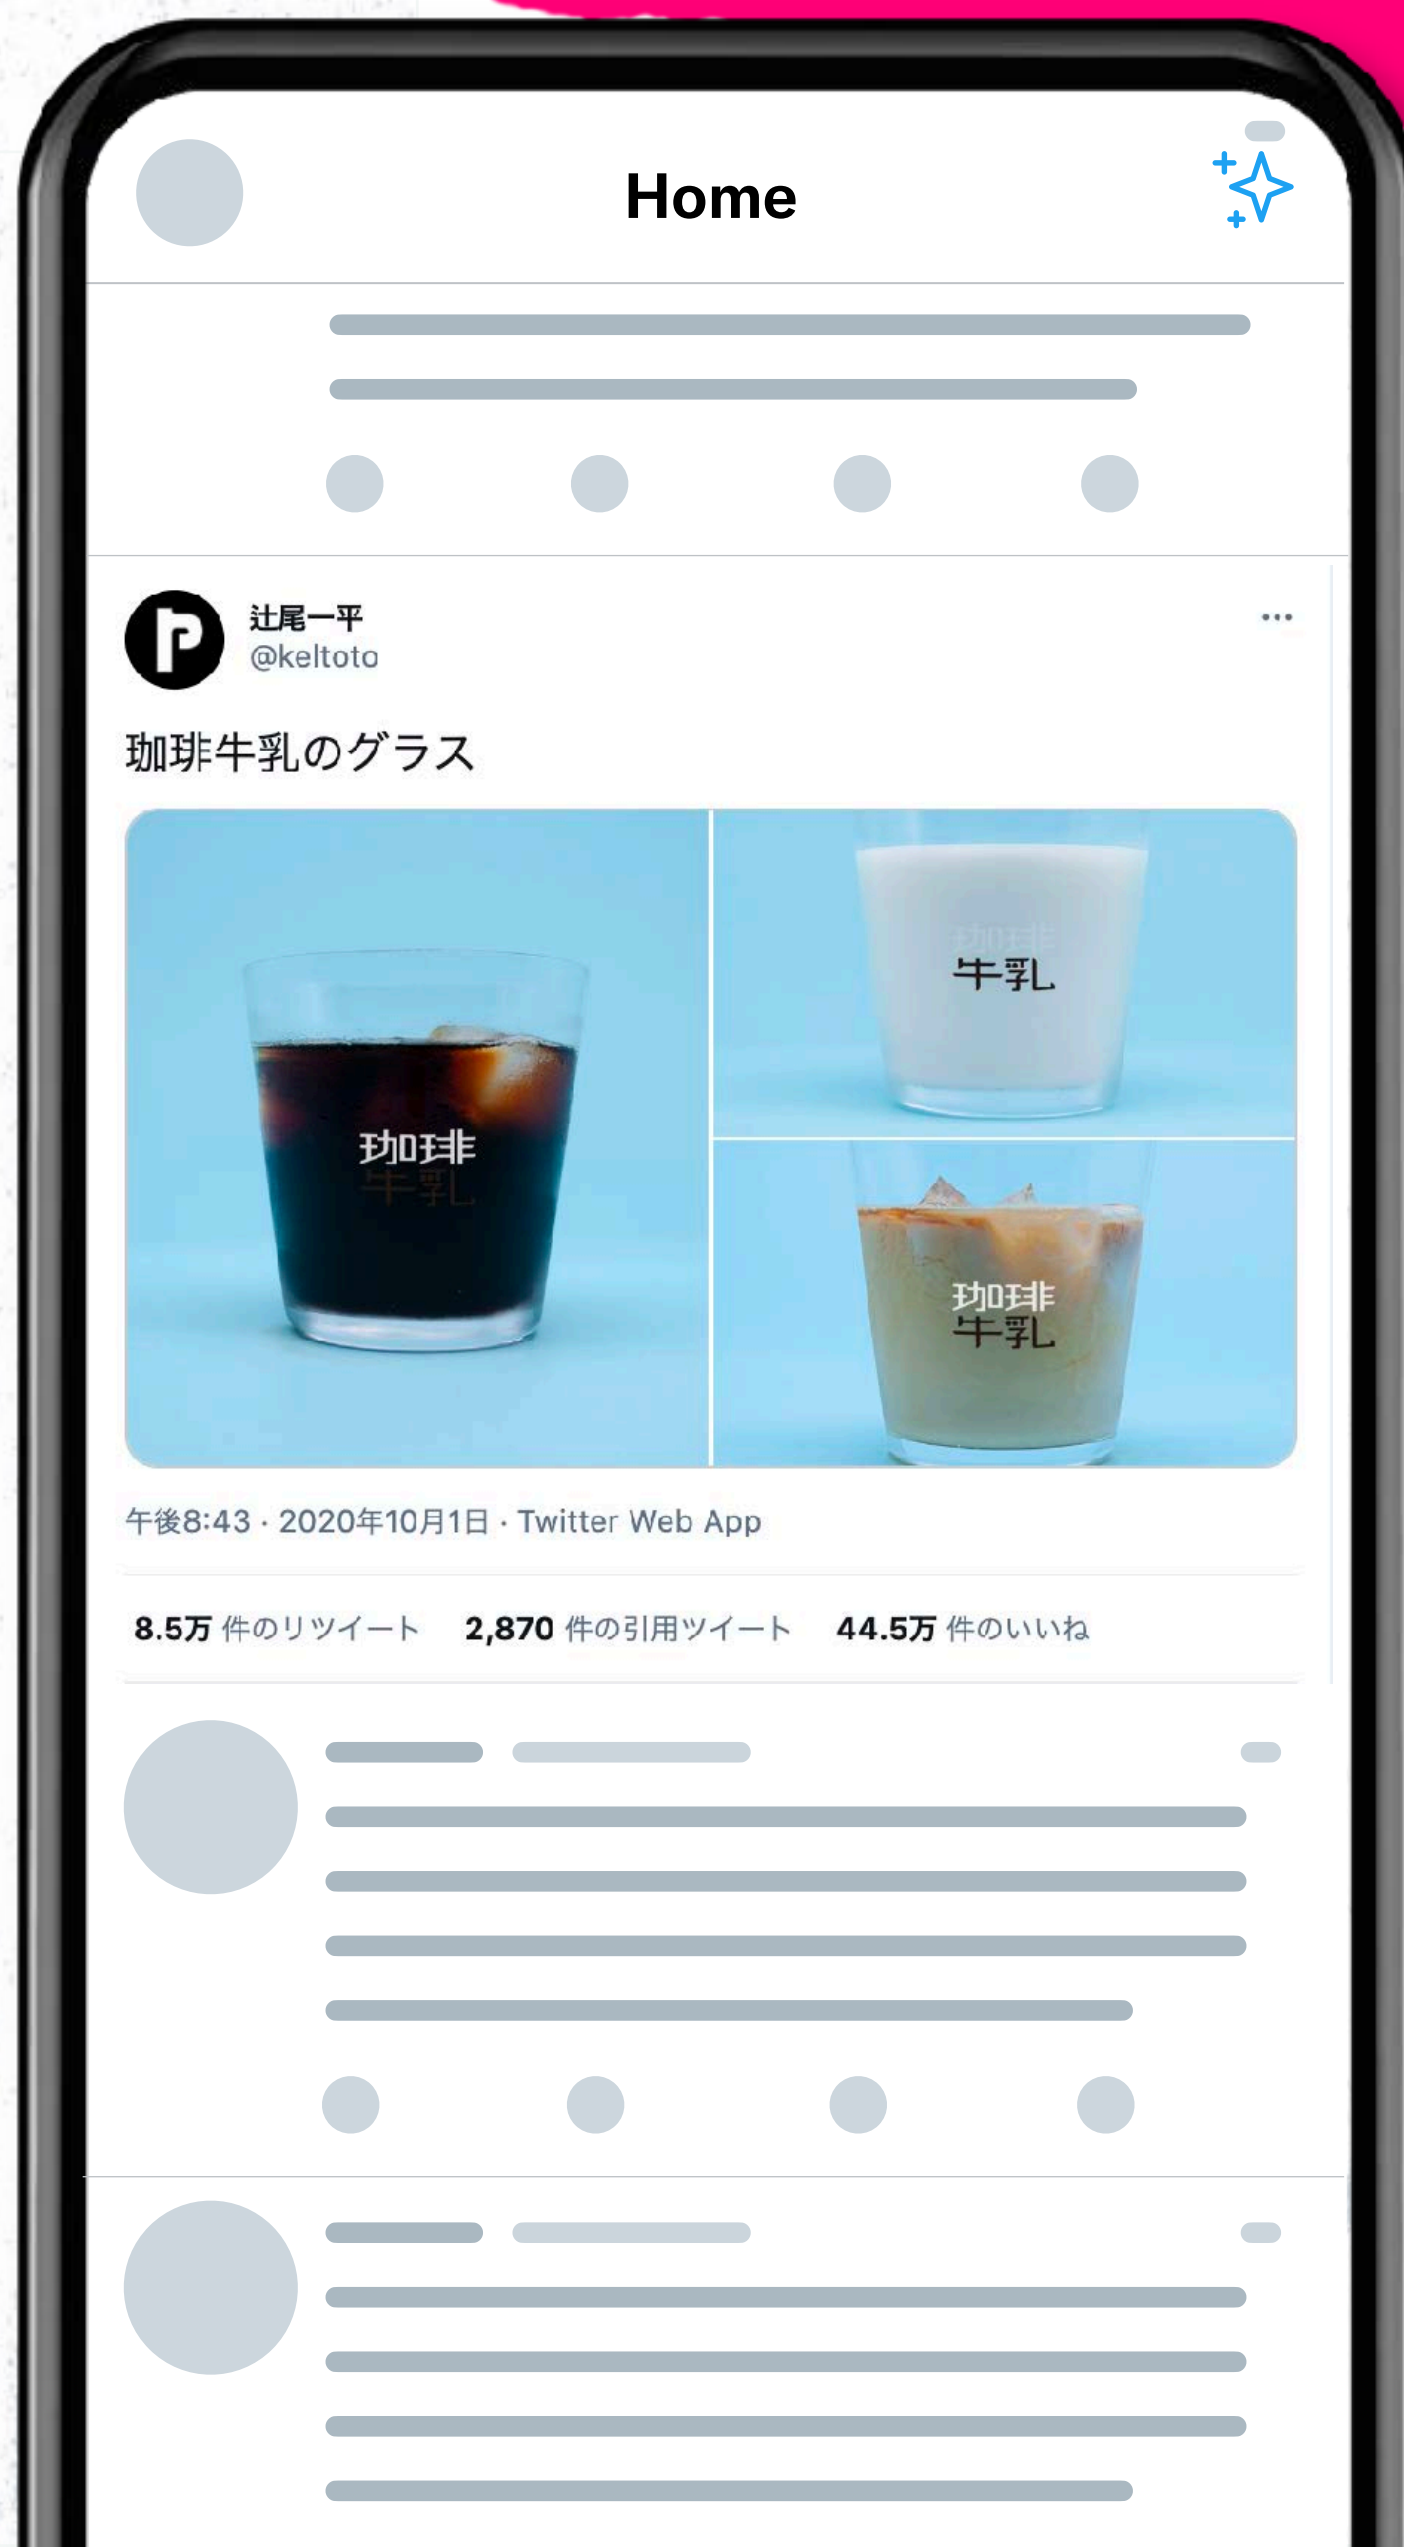 Home
辻尾一平
@keltoto
珈琲牛乳のグラス
珈琲
牛乳
珈琲
牛乳
珈琲
牛乳
午後8:43 · 2020年10月1日 · Twitter Web App
8.5万 件のリツイート 2,870 件の引用ツイート 44.5万 件のいいね